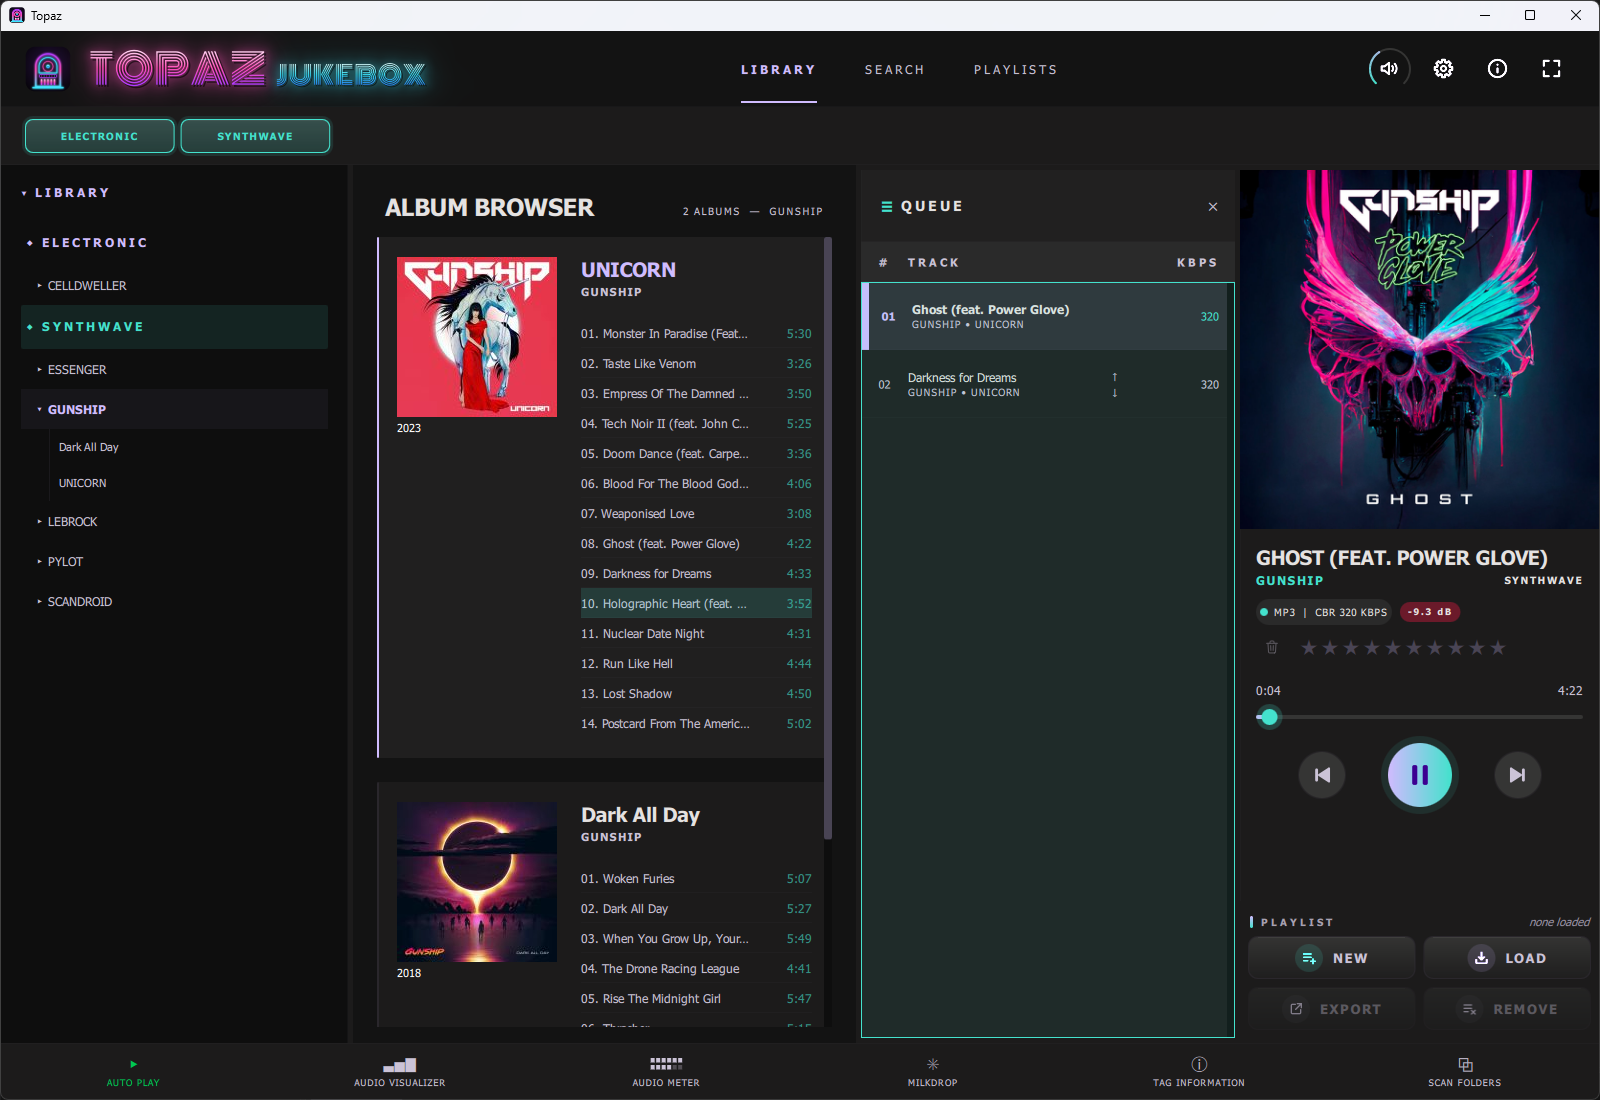 Topaz
TOPAZ JUKEBOX
LIBRARY
SEARCH
PLAYLISTS
ELECTRONIC
SYNTHWAVE
LIBRARY
ELECTRONIC
CELLDWELLER
SYNTHWAVE
ESSENGER
GUNSHIP
Dark All Day
UNICORN
LEBROCK
PYLOT
SCANDROID
ALBUM BROWSER
2 ALBUMS — GUNSHIP
GUNSHIP
UNICORN
2023
UNICORN
GUNSHIP
01. Monster In Paradise (Feat... 5:30
02. Taste Like Venom 3:26
03. Empress Of The Damned ... 3:50
04. Tech Noir II (feat. John C... 5:25
05. Doom Dance (feat. Carpe... 3:36
06. Blood For The Blood God... 4:06
07. Weaponised Love 3:08
08. Ghost (feat. Power Glove) 4:22
09. Darkness for Dreams 4:33
10. Holographic Heart (feat. ... 3:52
11. Nuclear Date Night 4:31
12. Run Like Hell 4:44
13. Lost Shadow 4:50
14. Postcard From The Americ... 5:02
GUNSHIP
DARK ALL DAY
2018
Dark All Day
GUNSHIP
01. Woken Furies 5:07
02. Dark All Day 5:27
03. When You Grow Up, Your... 5:49
04. The Drone Racing League 4:41
05. Rise The Midnight Girl 5:47
QUEUE
# TRACK KBPS
01 Ghost (feat. Power Glove) 320
GUNSHIP • UNICORN
02 Darkness for Dreams 320
GUNSHIP • UNICORN
GUNSHIP
POWER
GLOVE
GHOST
GHOST (FEAT. POWER GLOVE)
GUNSHIP
SYNTHWAVE
MP3 | CBR 320 KBPS
-9.3 dB
0:04
4:22
PLAYLIST
none loaded
NEW
LOAD
EXPORT
REMOVE
AUTO PLAY
AUDIO VISUALIZER
AUDIO METER
MILKDROP
TAG INFORMATION
SCAN FOLDERS